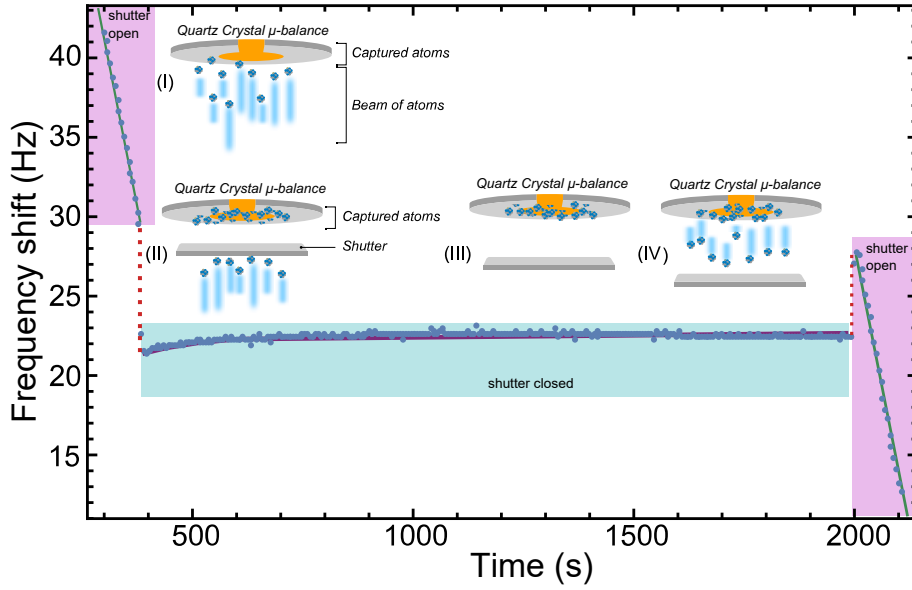 shutter
open
Quartz Crystal μ-balance
Captured atoms
(I)
Beam of atoms
Quartz Crystal μ-balance
Captured atoms
(II)
Shutter
Quartz Crystal μ-balance
(III)
Quartz Crystal μ-balance
(IV)
shutter
open
shutter closed
40
35
30
25
20
15
Frequency shift (Hz)
500
1000
1500
2000
Time (s)